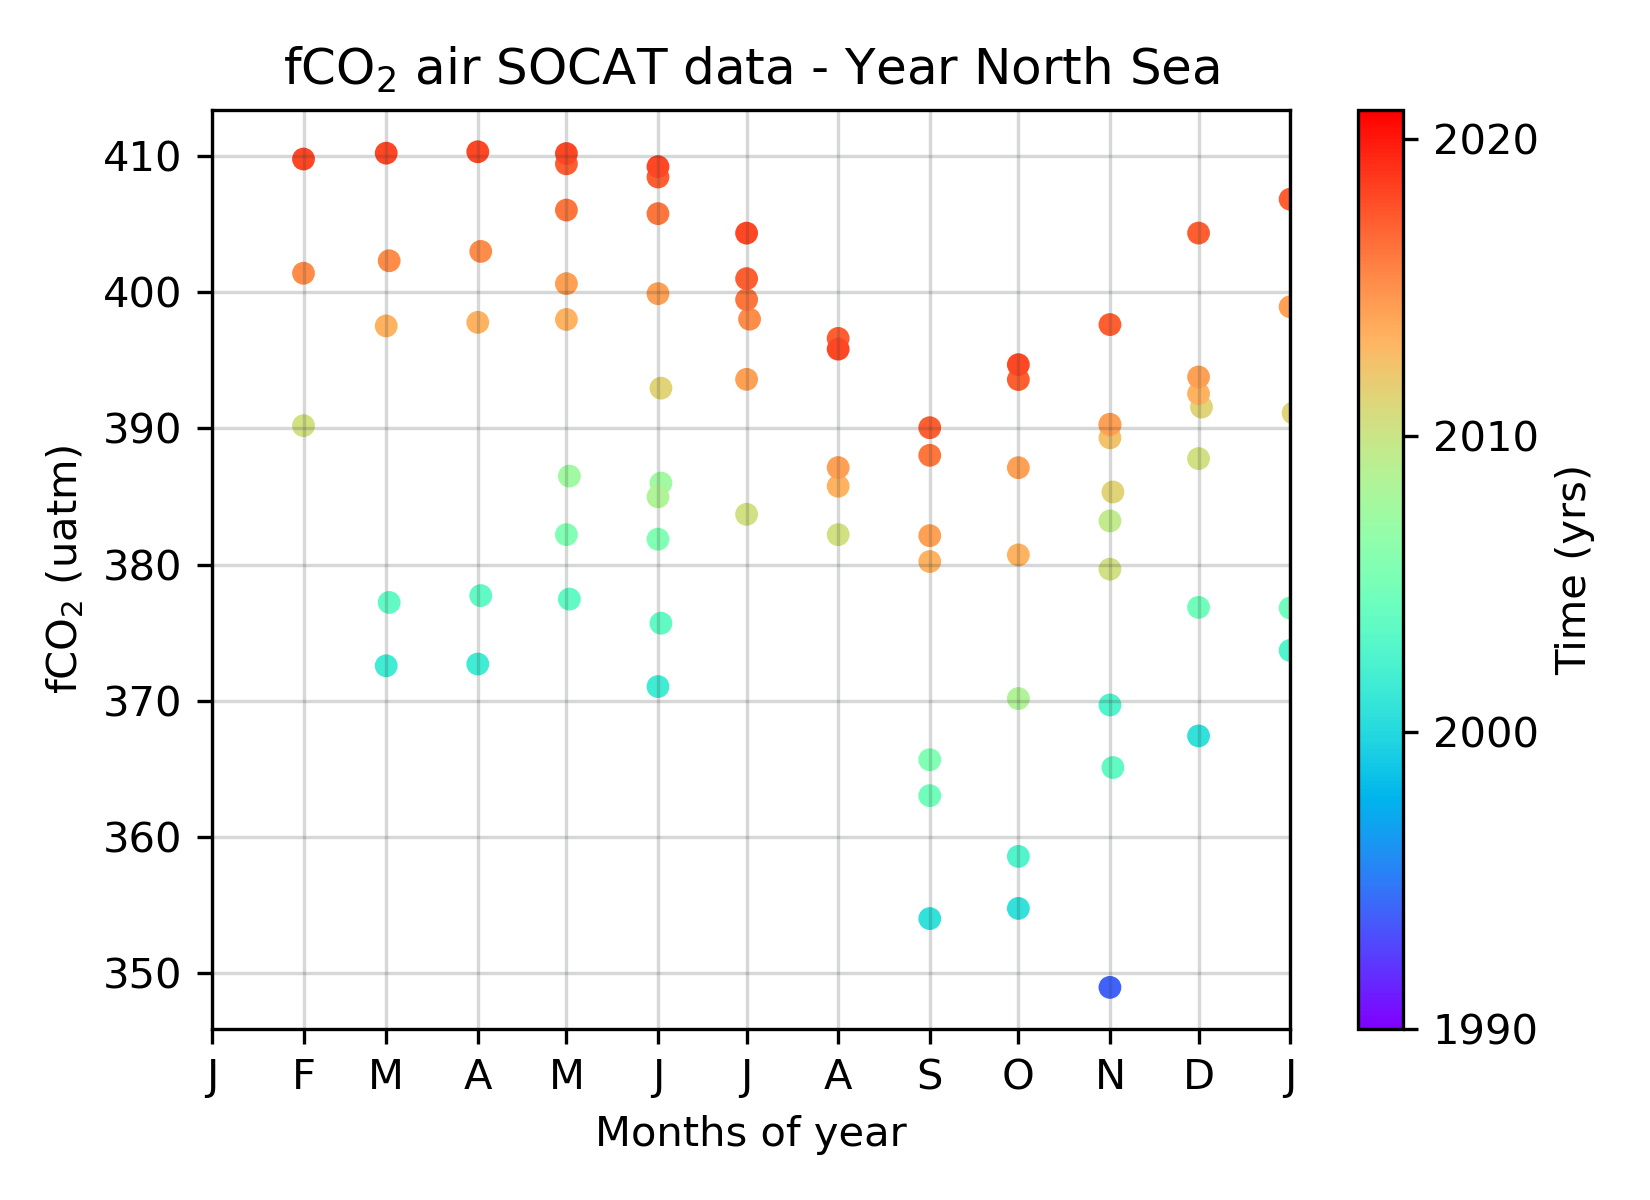 fCO₂ air SOCAT data - Year North Sea
410
400
390
380
370
360
350
fCO₂ (uatm)
J F M A M J J A S O N D J
Months of year
2020
2010
2000
1990
Time (yrs)